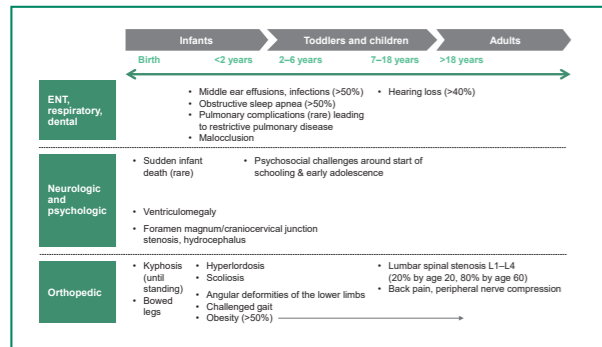 Infants Toddlers and children Adults
Birth <2 years 2–6 years 7–18 years >18 years
ENT,
respiratory,
dental
• Middle ear effusions, infections (>50%)
• Obstructive sleep apnea (>50%)
• Pulmonary complications (rare) leading
to restrictive pulmonary disease
• Malocclusion
• Hearing loss (>40%)
Neurologic
and
psychologic
• Sudden infant
death (rare)
• Psychosocial challenges around start of
schooling & early adolescence
• Ventriculomegaly
• Foramen magnum/craniocervical junction
stenosis, hydrocephalus
Orthopedic
• Kyphosis
(until
standing)
• Bowed
legs
• Hyperlordosis
• Scoliosis
• Angular deformities of the lower limbs
• Challenged gait
• Obesity (>50%)
• Lumbar spinal stenosis L1–L4
(20% by age 20, 80% by age 60)
• Back pain, peripheral nerve compression